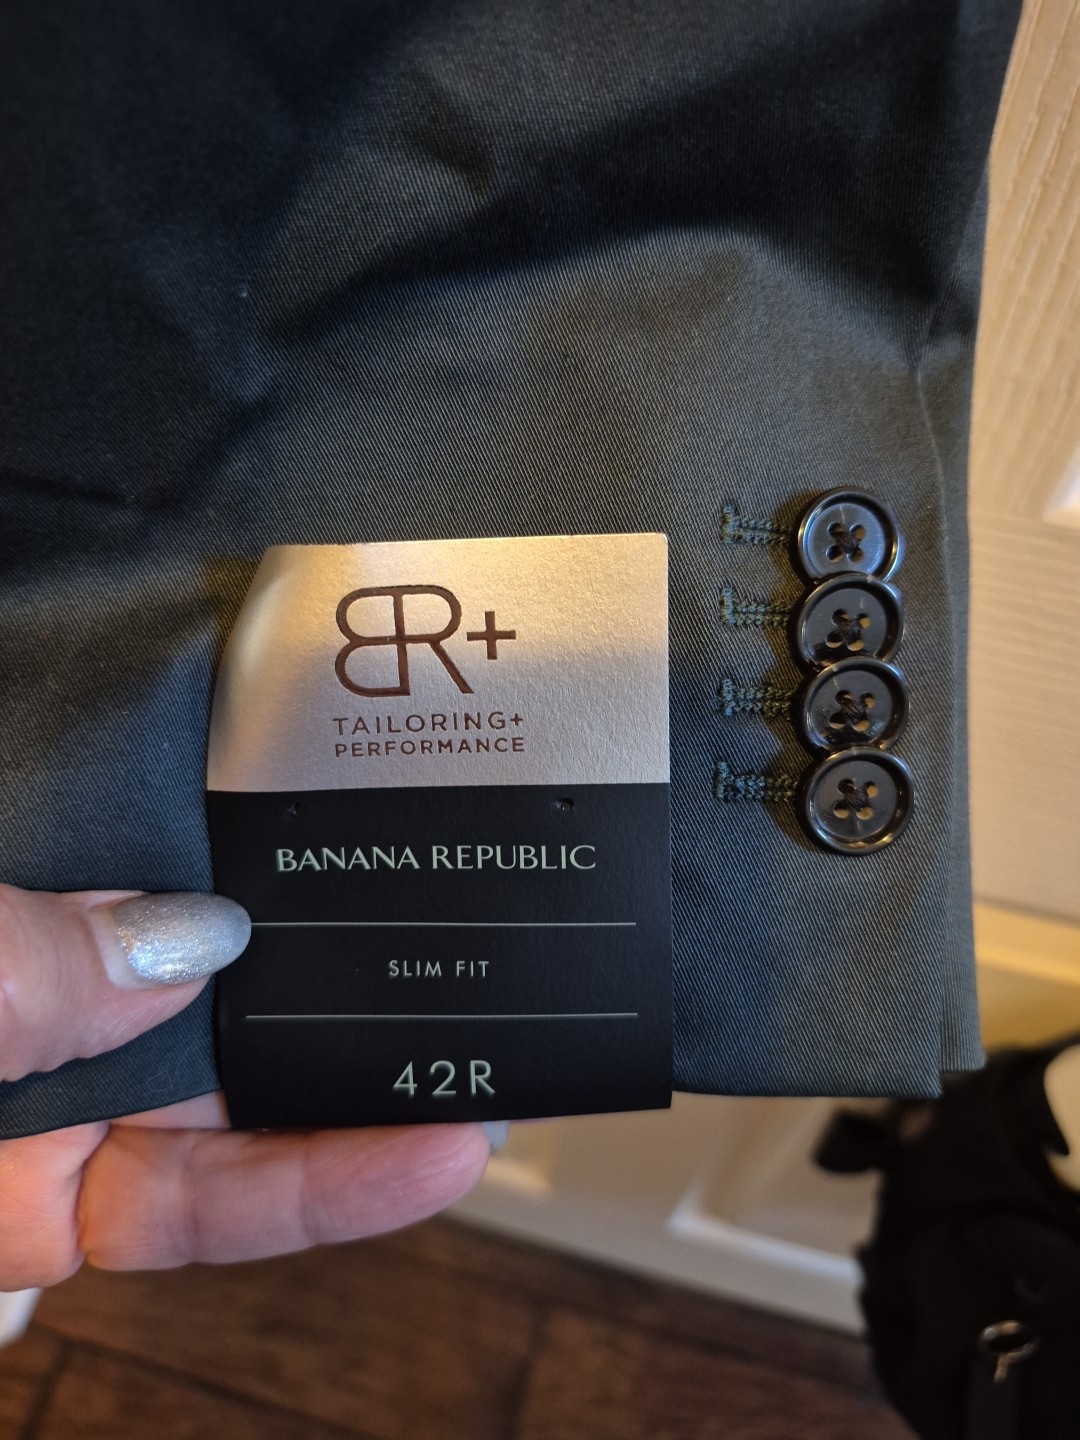 BR+
TAILORING+
PERFORMANCE
BANANA REPUBLIC
SLIM FIT
42R